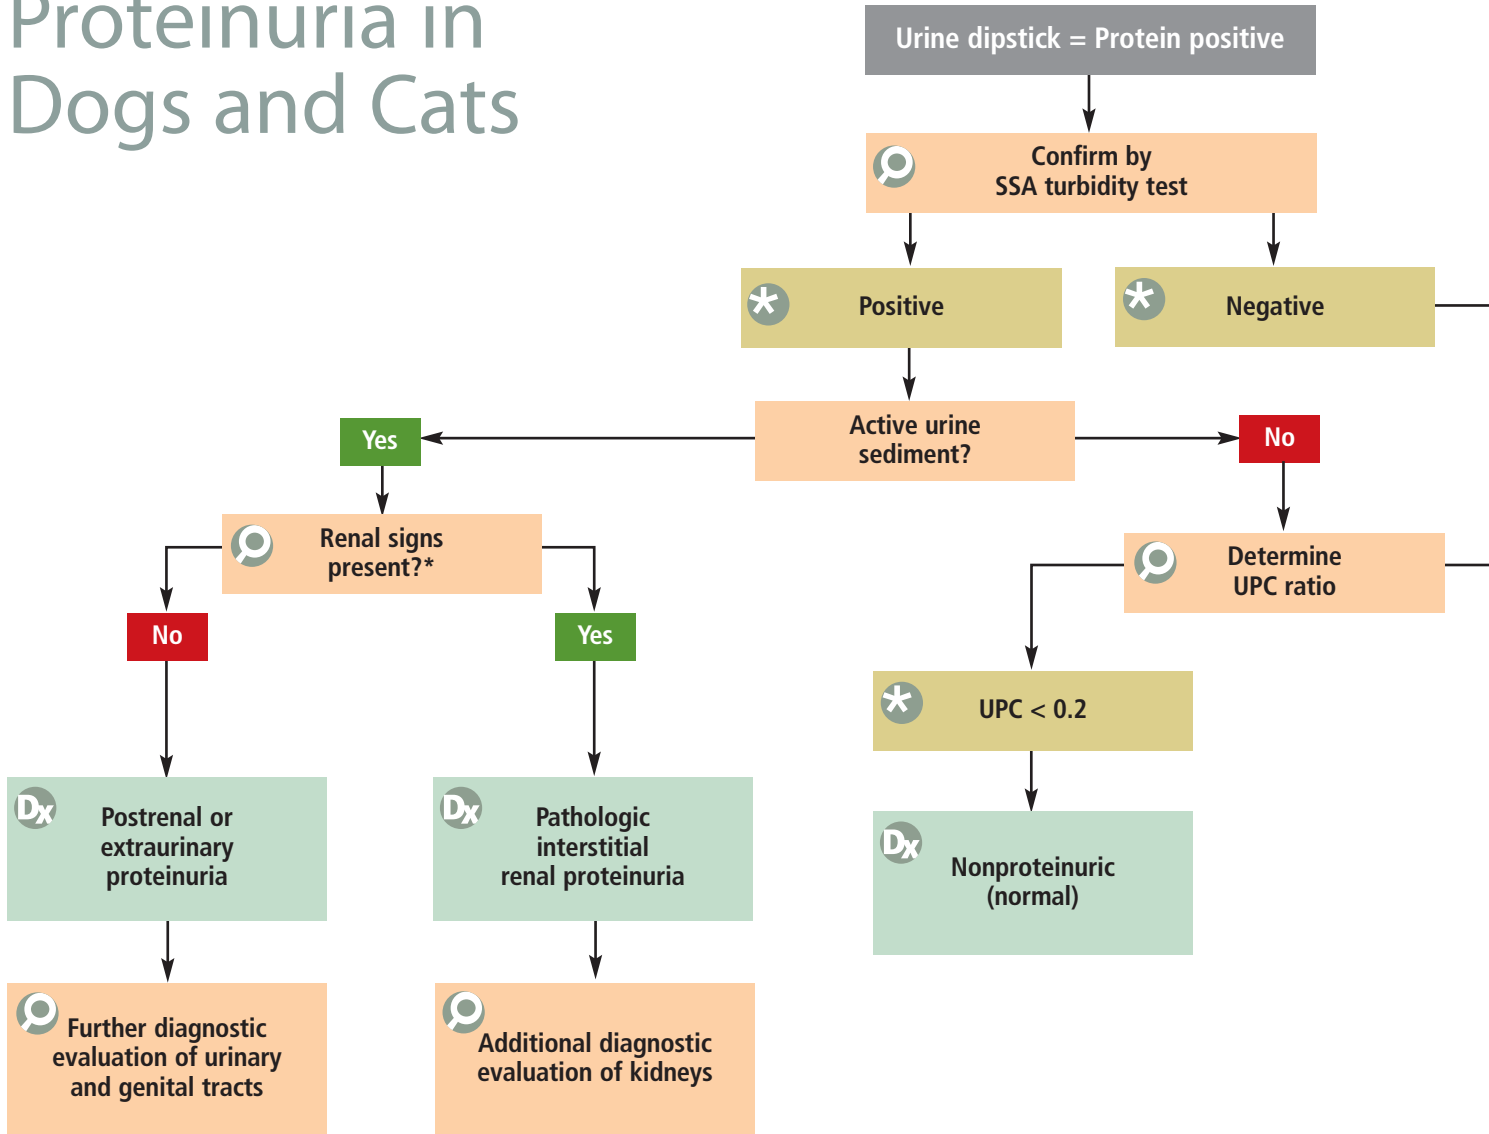 Proteinuria in
Dogs and Cats
Urine dipstick = Protein positive
Confirm by
SSA turbidity test
*
Positive
*
Negative
Active urine
sediment?
Yes
No
Renal signs
present?*
Determine
UPC ratio
No
Yes
*
UPC < 0.2
Dx
Postrenal or
extraurinary
proteinuria
Dx
Pathologic
interstitial
renal proteinuria
Dx
Nonproteinuric
(normal)
Further diagnostic
evaluation of urinary
and genital tracts
Additional diagnostic
evaluation of kidneys